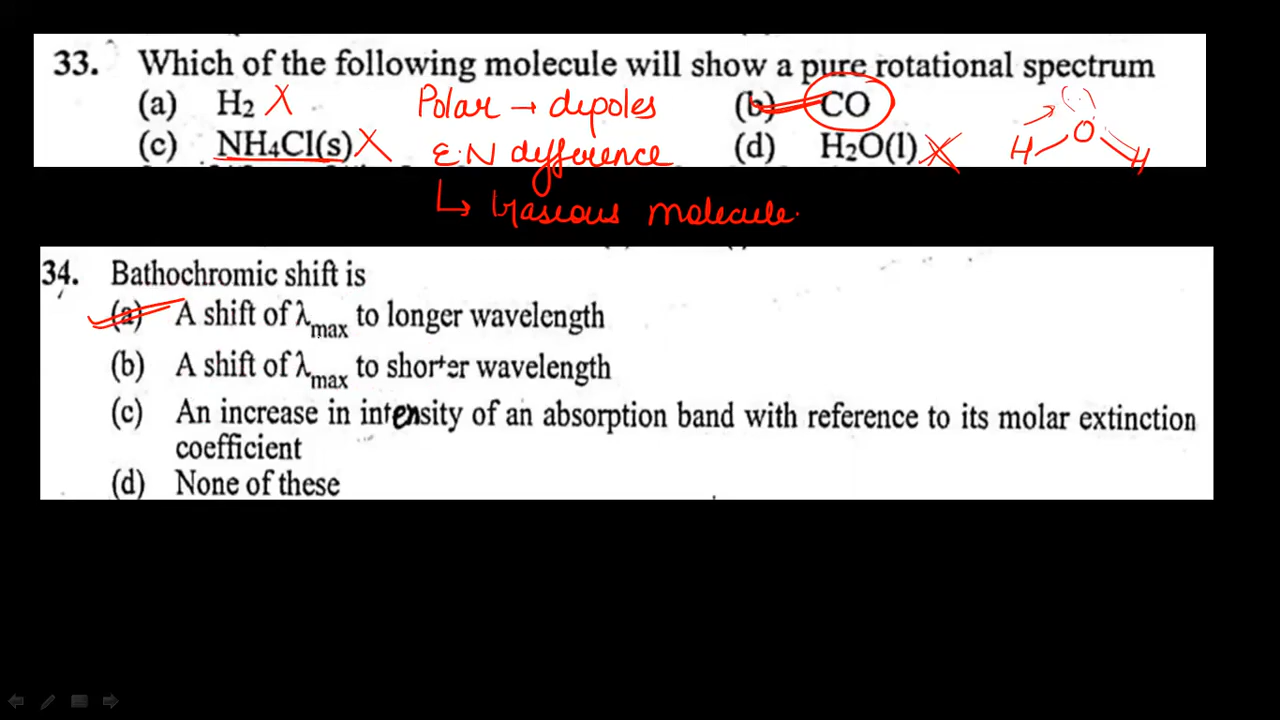 33. Which of the following molecule will show a pure rotational spectrum
(a) H2 X Polar → dipoles (b) CO
(c) NH4Cl(s) X E.N difference (d) H2O(l) X H O H
↳ Gaseous molecule.
34. Bathochromic shift is
(a) A shift of λmax to longer wavelength
(b) A shift of λmax to shorter wavelength
(c) An increase in intensity of an absorption band with reference to its molar extinction
coefficient
(d) None of these